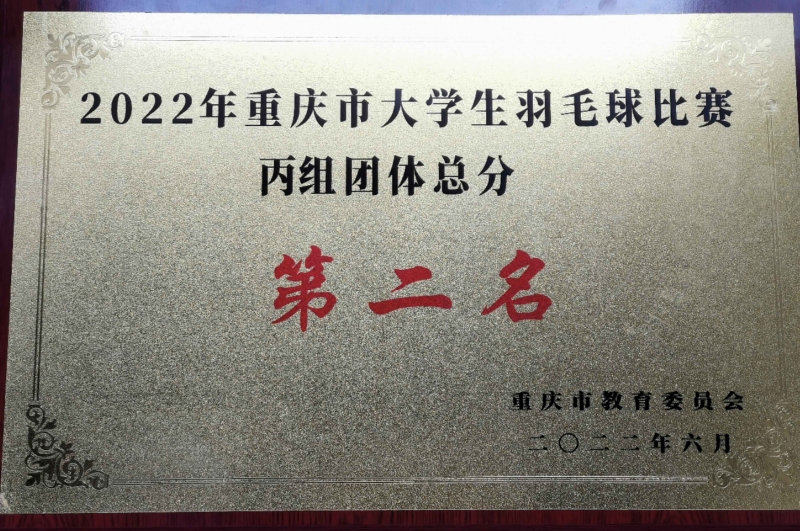 2022年重庆市大学生羽毛球比赛
丙组团体总分
第二名
重庆市教育委员会
二〇二二年六月